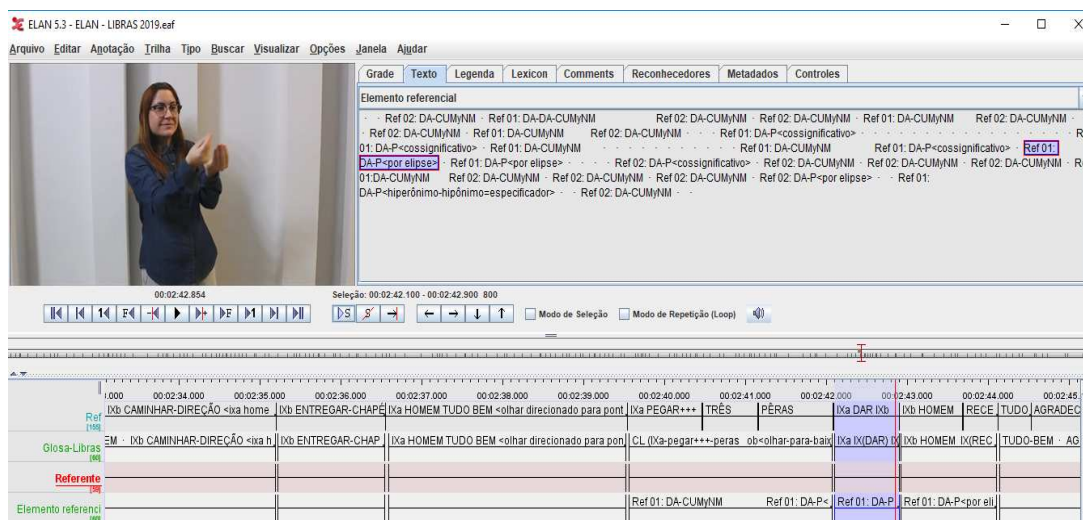 ELAN 5.3 - ELAN - LIBRAS 2019.eaf
Arquivo Editar Anotação Trilha Tipo Buscar Visualizar Opções Janela Ajudar
Grade Texto Legenda Lexicon Comments Reconhecedores Metadados Controles
Elemento referencial
· · Ref 02: DA-CUMyNM · Ref 01: DA-DA-CUMyNM Ref 02: DA-CUMyNM · Ref 02: DA-CUMyNM · Ref 01: DA-CUMyNM Ref 02: DA-CUMyNM ·
· Ref 02: DA-CUMyNM · Ref 01: DA-CUMyNM Ref 02: DA-CUMyNM · · · Ref 01: DA-P<cossignificativo> · · · · · · · · · · · · · · · R
01: DA-P<cossignificativo> · Ref 01: DA-CUMyNM · · · · · · · · · Ref 01: DA-CUMyNM Ref 01: DA-P<cossignificativo> · Ref 01:
DA-P<por elipse> · Ref 01: DA-P<por elipse> · · · · Ref 02: DA-P<cossignificativo> · Ref 02: DA-CUMyNM · Ref 02: DA-CUMyNM · Ref 02: DA-CUMyNM · R
01:DA-CUMyNM Ref 02: DA-CUMyNM · Ref 02: DA-CUMyNM · Ref 02: DA-CUMyNM · Ref 02: DA-P<por elipse> · · Ref 01:
DA-P<hiperônimo-hipônimo=especificador> · · Ref 02: DA-CUMyNM · ·
00:02:42.854 Seleção: 00:02:42.100 - 00:02:42.900 800
1 F F 1 S S Modo de Seleção Modo de Repetição (Loop)
.000 00:02:34.000 00:02:35.000 00:02:36.000 00:02:37.000 00:02:38.000 00:02:39.000 00:02:40.000 00:02:41.000 00:02:42.000 00:02:43.000 00:02:44.000 00:02:45.
Ref IXb CAMINHAR-DIREÇÃO <ixa home IXb ENTREGAR-CHAPÉ IXa HOMEM TUDO BEM <olhar direcionado para pont IXa PEGAR+++ TRÊS PÊRAS IXa DAR IXb IXb HOMEM RECE TUDO AGRADEC
Glosa-Libras EM · IXb CAMINHAR-DIREÇÃO <ixa h IXb ENTREGAR-CHAP IXa HOMEM TUDO BEM <olhar direcionado para pon CL (IXa-pegar+++-peras ob<olhar-para-baix IXa IX(DAR) IX IXb HOMEM IX(REC TUDO-BEM · AG
Referente
Elemento referenci Ref 01: DA-CUMyNM Ref 01: DA-P< Ref 01: DA-P Ref 01: DA-P<por eli